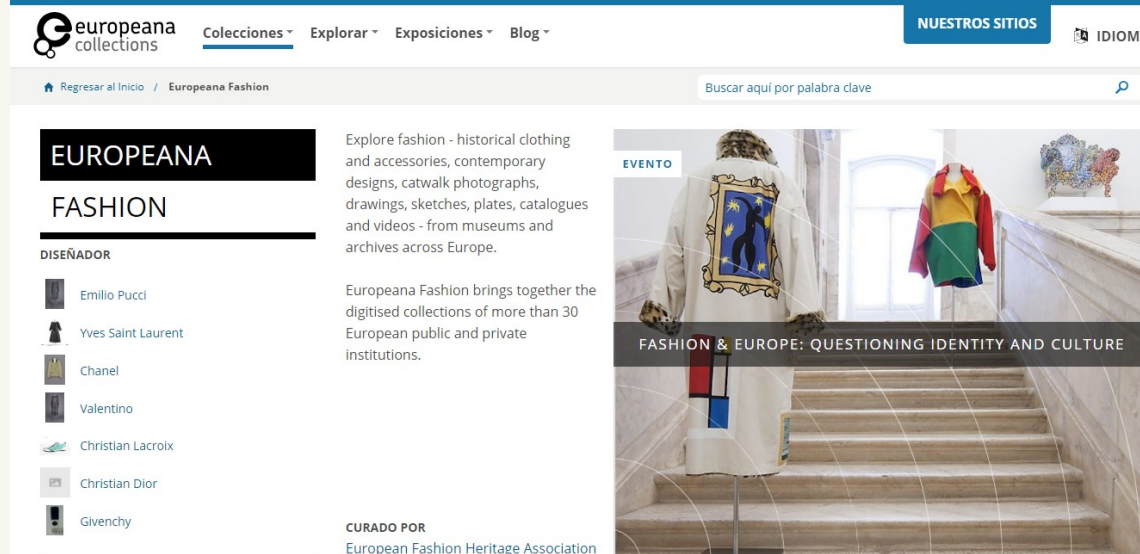 europeana
collections
Colecciones
Explorar
Exposiciones
Blog
NUESTROS SITIOS
IDIOM
Regresar al Inicio / Europeana Fashion
Buscar aquí por palabra clave
EUROPEANA
FASHION
DISEÑADOR
Emilio Pucci
Yves Saint Laurent
Chanel
Valentino
Christian Lacroix
Christian Dior
Givenchy
Explore fashion - historical clothing
and accessories, contemporary
designs, catwalk photographs,
drawings, sketches, plates, catalogues
and videos - from museums and
archives across Europe.
Europeana Fashion brings together the
digitised collections of more than 30
European public and private
institutions.
CURADO POR
European Fashion Heritage Association
EVENTO
FASHION & EUROPE: QUESTIONING IDENTITY AND CULTURE